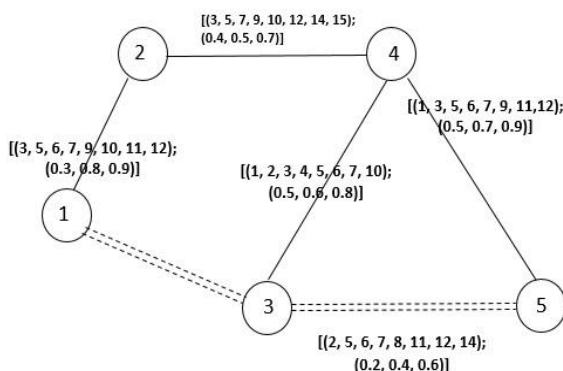 [(3, 5, 7, 9, 10, 12, 14, 15);
(0.4, 0.5, 0.7)]
2
4
[(1, 3, 5, 6, 7, 9, 11,12);
(0.5, 0.7, 0.9)]
[(3, 5, 6, 7, 9, 10, 11, 12);
(0.3, 0.8, 0.9)]
[(1, 2, 3, 4, 5, 6, 7, 10);
(0.5, 0.6, 0.8)]
1
3
5
[(2, 5, 6, 7, 8, 11, 12, 14);
(0.2, 0.4, 0.6)]